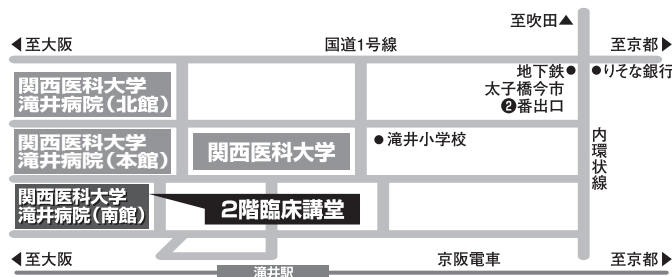 至吹田▲
◀至大阪
国道1号線
至京都▶
関西医科大学
滝井病院（北館）
地下鉄●
太子橋今市
❷番出口
●りそな銀行
関西医科大学
滝井病院（本館）
関西医科大学
●滝井小学校
内環状線
関西医科大学
滝井病院（南館）
2階臨床講堂
◀至大阪
京阪電車
至京都▶
滝井駅